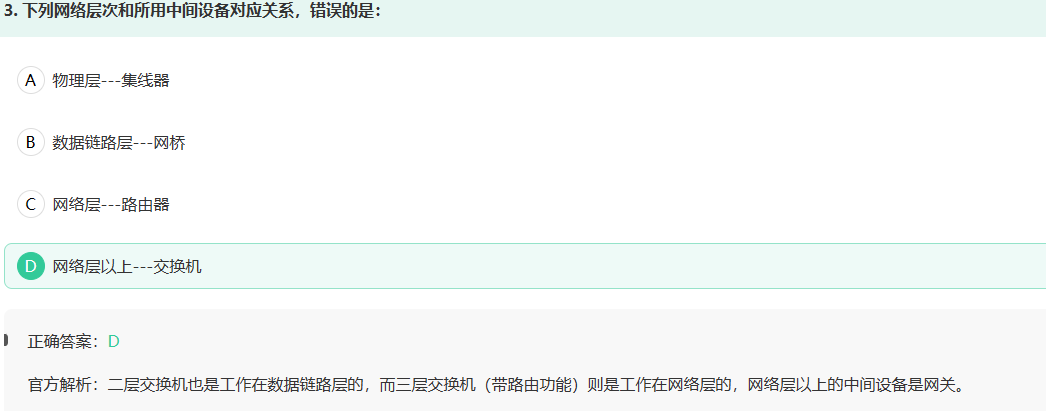 3. 下列网络层次和所用中间设备对应关系，错误的是：
A 物理层---集线器
B 数据链路层---网桥
C 网络层---路由器
D 网络层以上---交换机
正确答案：D
官方解析：二层交换机也是工作在数据链路层的，而三层交换机（带路由功能）则是工作在网络层的，网络层以上的中间设备是网关。